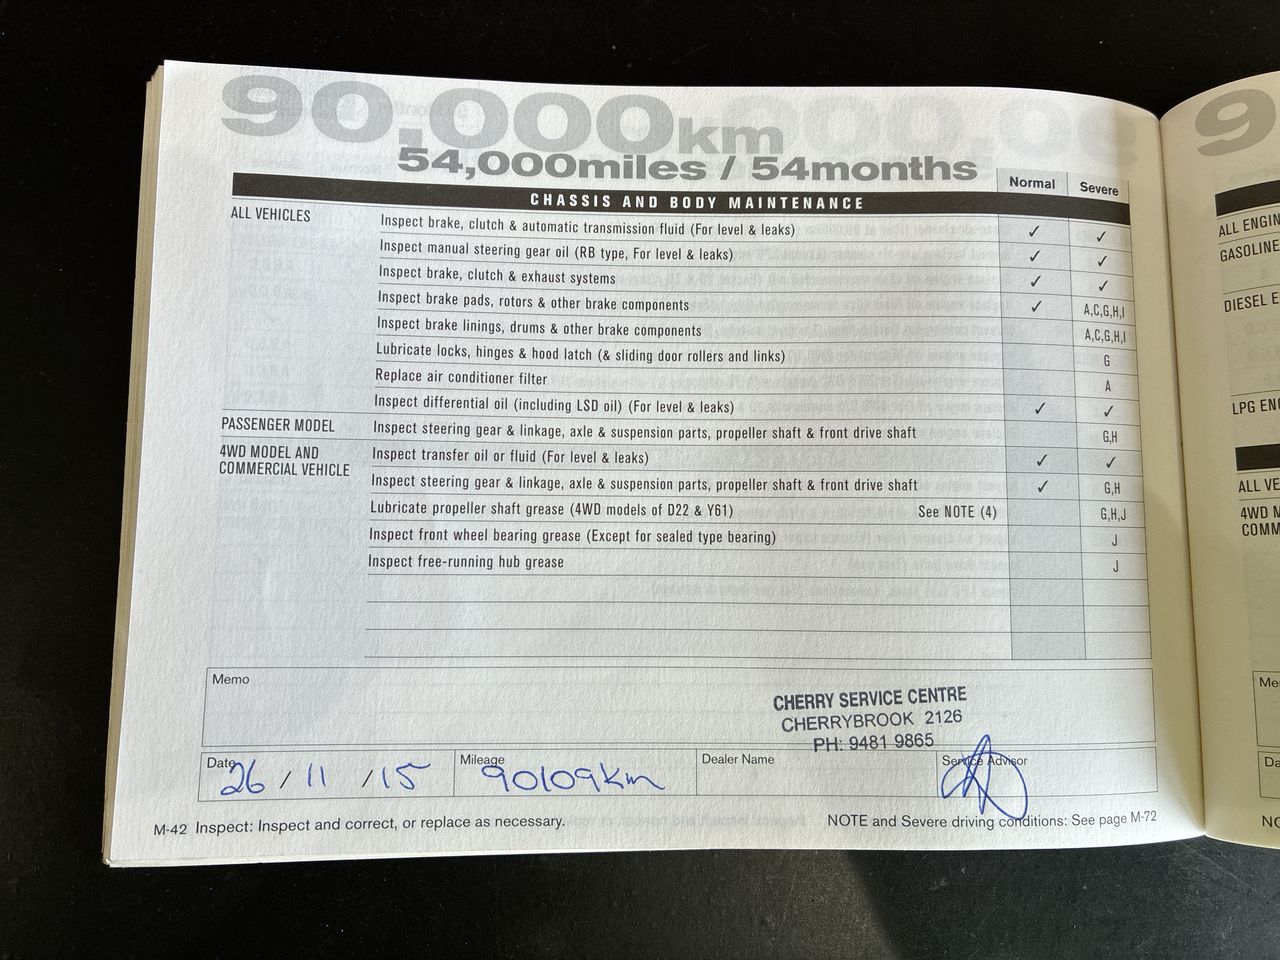 90,000km
54,000miles / 54months
Normal Severe
CHASSIS AND BODY MAINTENANCE
ALL VEHICLES Inspect brake, clutch & automatic transmission fluid (For level & leaks) ✓ ✓
Inspect manual steering gear oil (RB type, For level & leaks) ✓ ✓
Inspect brake, clutch & exhaust systems ✓ ✓
Inspect brake pads, rotors & other brake components ✓ A,C,G,H,I
Inspect brake linings, drums & other brake components A,C,G,H,I
Lubricate locks, hinges & hood latch (& sliding door rollers and links) G
Replace air conditioner filter A
Inspect differential oil (including LSD oil) (For level & leaks) ✓ ✓
PASSENGER MODEL Inspect steering gear & linkage, axle & suspension parts, propeller shaft & front drive shaft G,H
4WD MODEL AND Inspect transfer oil or fluid (For level & leaks) ✓ ✓
COMMERCIAL VEHICLE Inspect steering gear & linkage, axle & suspension parts, propeller shaft & front drive shaft ✓ G,H
Lubricate propeller shaft grease (4WD models of D22 & Y61) See NOTE (4) G,H,J
Inspect front wheel bearing grease (Except for sealed type bearing) J
Inspect free-running hub grease J
Memo
CHERRY SERVICE CENTRE
CHERRYBROOK 2126
PH: 9481 9865
Date 26/11/15 Mileage 90109km Dealer Name Service Advisor
M-42 Inspect: Inspect and correct, or replace as necessary. NOTE and Severe driving conditions: See page M-72
9
ALL ENGIN
GASOLINE
DIESEL E
LPG ENG
ALL VE
4WD M
COMM
Me
Da
NO